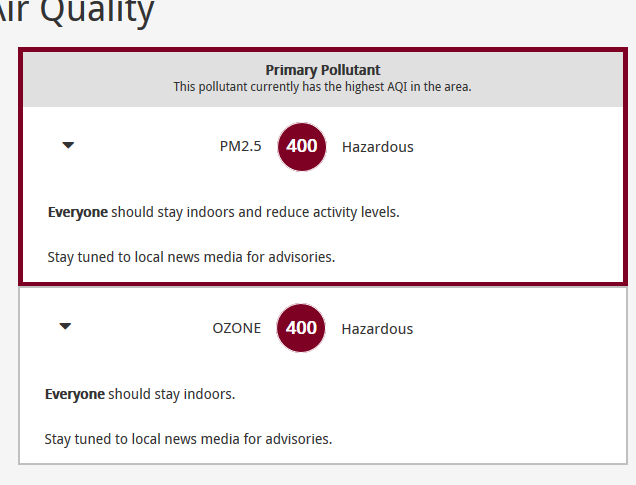 Air Quality
Primary Pollutant
This pollutant currently has the highest AQI in the area.
PM2.5 400 Hazardous
Everyone should stay indoors and reduce activity levels.
Stay tuned to local news media for advisories.
OZONE 400 Hazardous
Everyone should stay indoors.
Stay tuned to local news media for advisories.